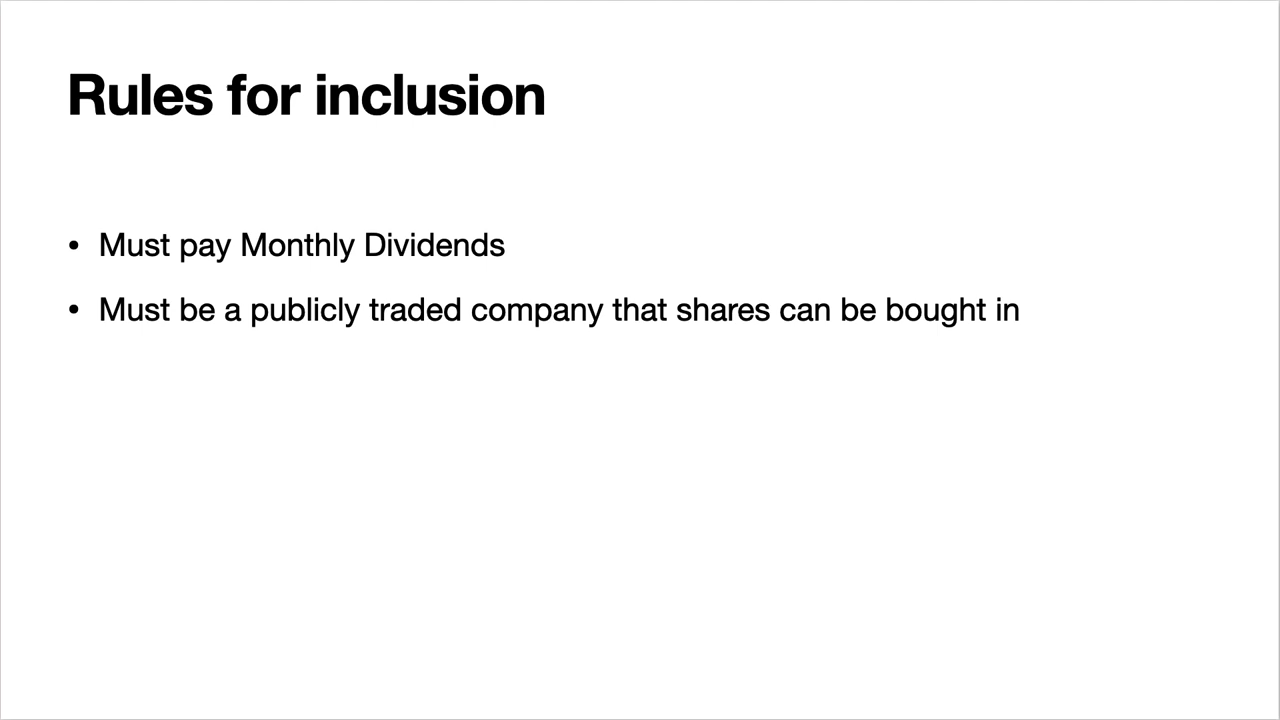 Rules for inclusion
• Must pay Monthly Dividends
• Must be a publicly traded company that shares can be bought in